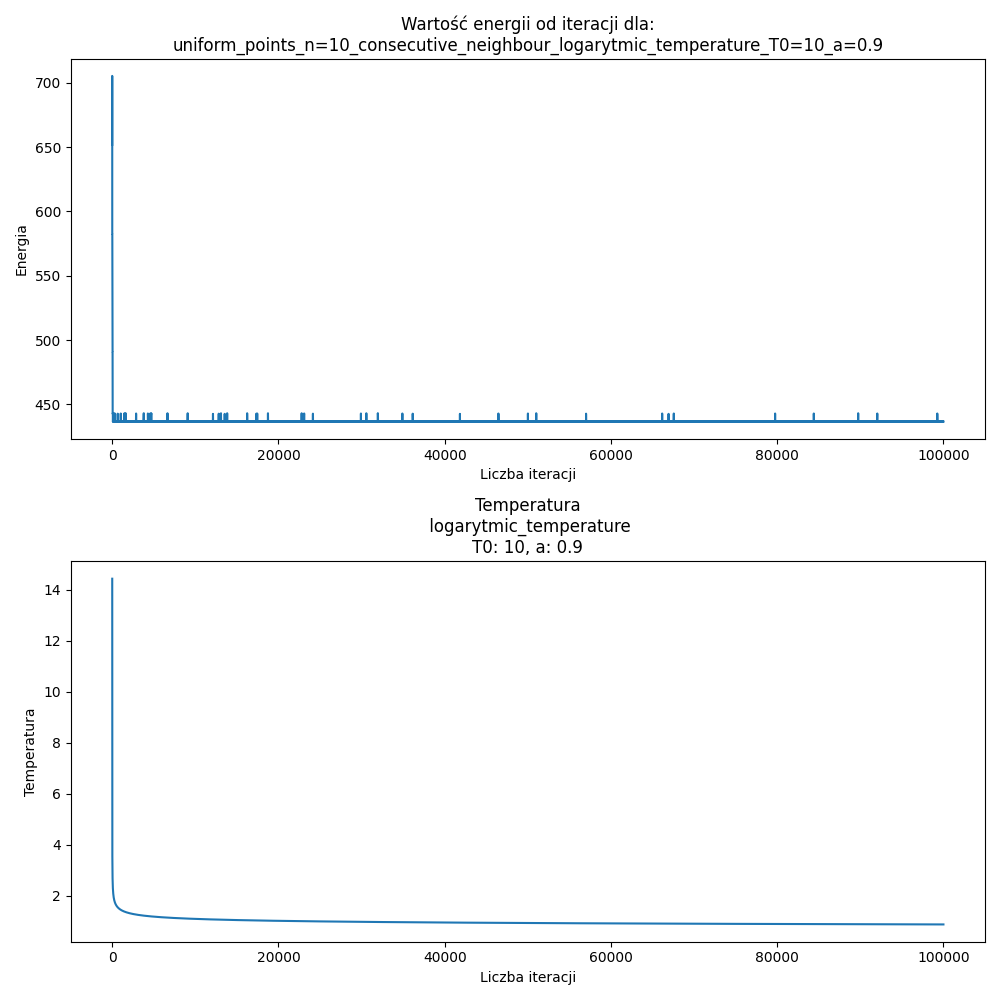 Wartość energii od iteracji dla:
uniform_points_n=10_consecutive_neighbour_logarytmic_temperature_T0=10_a=0.9
700
650
600
550
500
450
Energia
0 20000 40000 60000 80000 100000
Liczba iteracji
Temperatura
logarytmic_temperature
T0: 10, a: 0.9
14
12
10
8
6
4
2
Temperatura
0 20000 40000 60000 80000 100000
Liczba iteracji